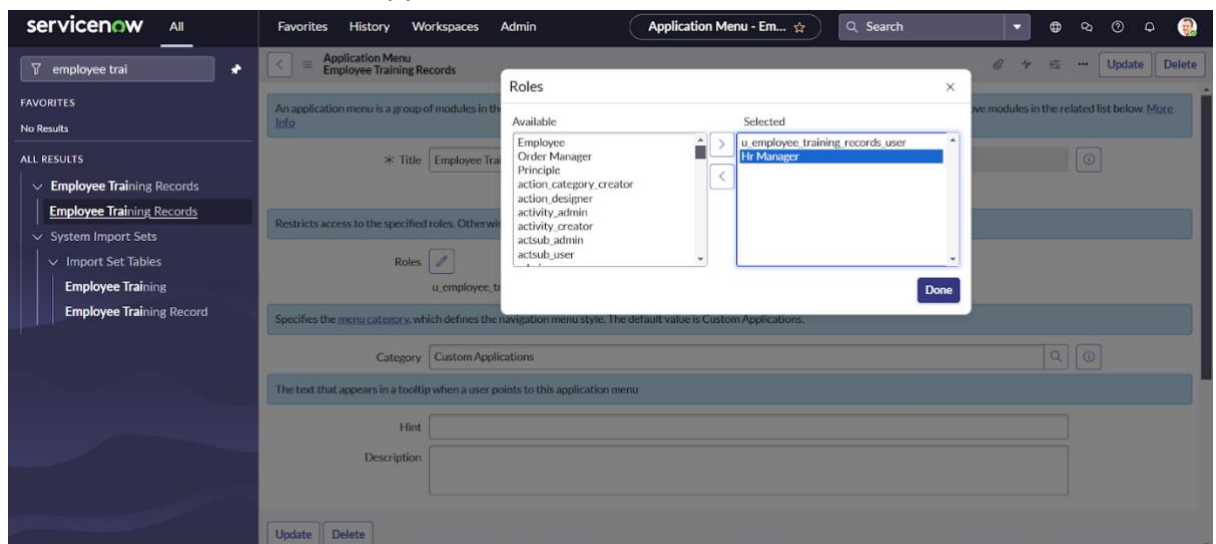 servicenow All Favorites History Workspaces Admin Application Menu - Em... Search
employee trai
Application Menu
Employee Training Records
Update Delete
FAVORITES
No Results
ALL RESULTS
Employee Training Records
Employee Training Records
System Import Sets
Import Set Tables
Employee Training
Employee Training Record
An application menu is a group of modules in th
ve modules in the related list below. More
Info
Title Employee Trai
Restricts access to the specified roles. Otherwi
Roles
u_employee_tr
Specifies the menu category, which defines the navigation menu style. The default value is Custom Applications.
Category Custom Applications
The text that appears in a tooltip when a user points to this application menu
Hint
Description
Update Delete
Roles
Available
Employee
Order Manager
Principle
action_category_creator
action_designer
activity_admin
activity_creator
actsub_admin
actsub_user
Selected
u_employee_training_records_user
Hr Manager
Done